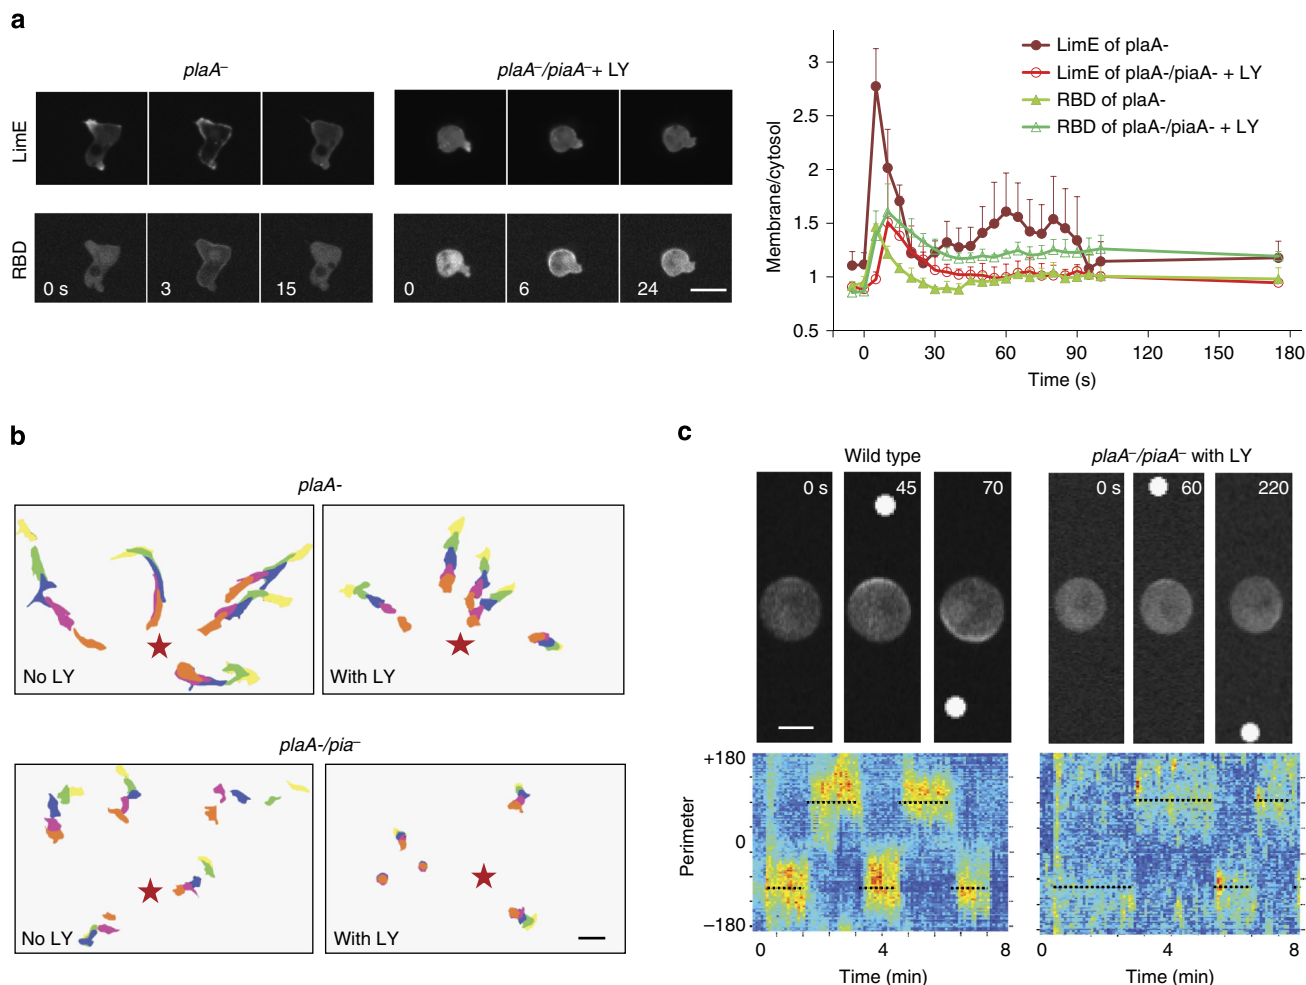 a
plaA–
plaA–/piaA–+ LY
LimE
RBD
0 s
3
15
0
6
24
LimE of plaA-
LimE of plaA-/piaA- + LY
RBD of plaA-
RBD of plaA-/piaA- + LY
Membrane/cytosol
3
2.5
2
1.5
1
0.5
0 30 60 90 120 150 180
Time (s)
b
plaA-
No LY
With LY
plaA-/pia–
No LY
With LY
c
Wild type
plaA–/piaA– with LY
0 s
45
70
0 s
60
220
Perimeter
+180
0
–180
0 4 8
Time (min)
0 4 8
Time (min)